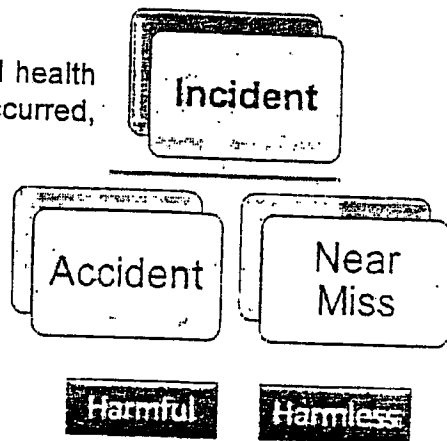 l health
ccurred,
Incident
Accident
Near
Miss
Harmful
Harmless